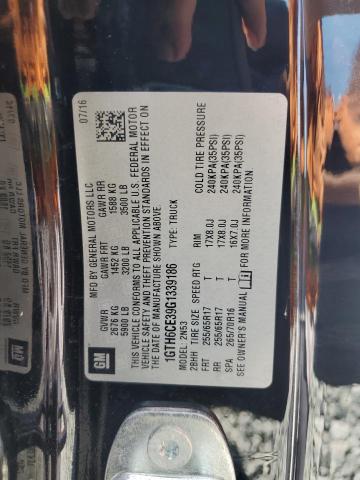 GM
MFD BY GENERAL MOTORS LLC
07/16
GVWR GAWR FRT GAWR RR
2676 KG 1452 KG 1588 KG
5900 LB 3200 LB 3500 LB
THIS VEHICLE CONFORMS TO ALL APPLICABLE U.S. FEDERAL MOTOR
VEHICLE SAFETY AND THEFT PREVENTION STANDARDS IN EFFECT ON
THE DATE OF MANUFACTURE SHOWN ABOVE.
1GTH6CE39G1339186 TYPE: TRUCK
MODEL: 2N53
2BHH TIRE SIZE SPEED RTG RIM COLD TIRE PRESSURE
FRT 255/65R17 T 17X8.0J 240KPA(35PSI)
RR 255/65R17 T 17X8.0J 240KPA(35PSI)
SPA 265/70R16 T 16X7.0J 240KPA(35PSI)
SEE OWNER'S MANUAL FOR MORE INFORMATION